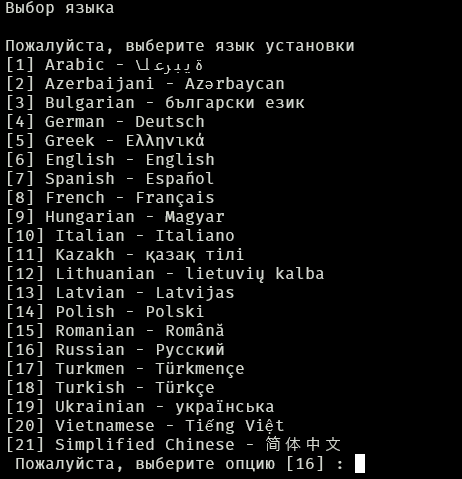 Выбор языка
Пожалуйста, выберите язык установки
[1] Arabic - ةيبرعلا
[2] Azerbaijani - Azərbaycan
[3] Bulgarian - български език
[4] German - Deutsch
[5] Greek - Ελληνικά
[6] English - English
[7] Spanish - Español
[8] French - Français
[9] Hungarian - Magyar
[10] Italian - Italiano
[11] Kazakh - қазақ тілі
[12] Lithuanian - lietuvių kalba
[13] Latvian - Latvijas
[14] Polish - Polski
[15] Romanian - Română
[16] Russian - Русский
[17] Turkmen - Türkmençe
[18] Turkish - Türkçe
[19] Ukrainian - українська
[20] Vietnamese - Tiếng Việt
[21] Simplified Chinese - 简体中文
Пожалуйста, выберите опцию [16] :